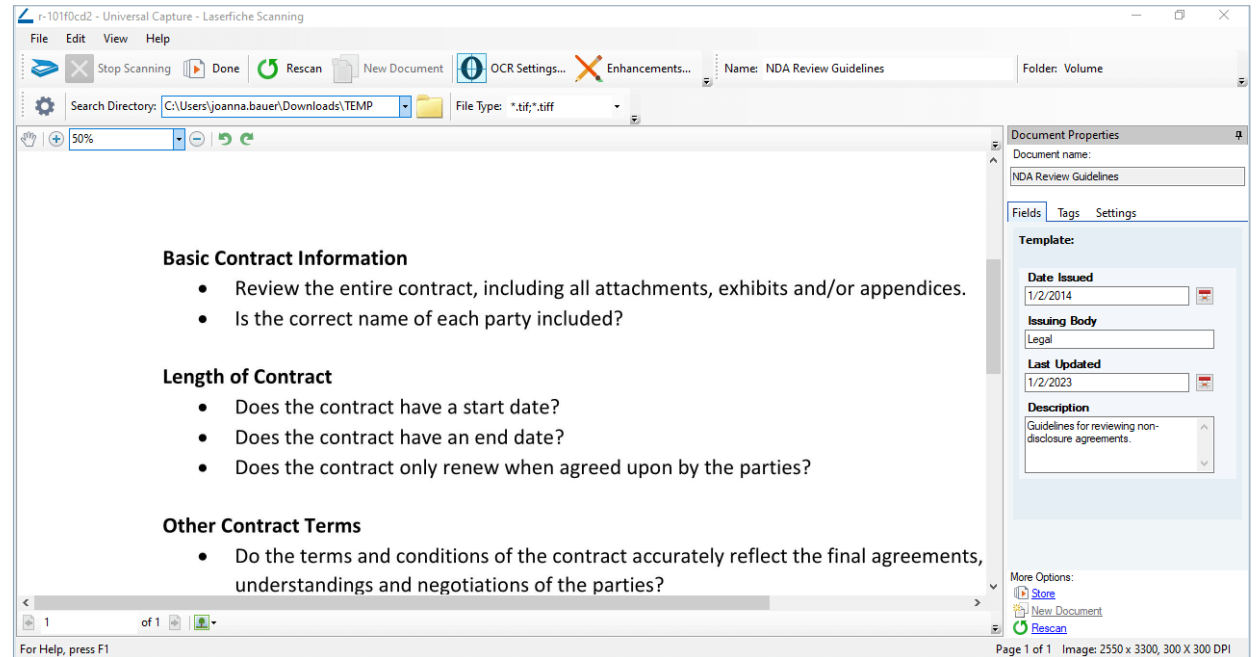 r-101f0cd2 - Universal Capture - Laserfiche Scanning
File Edit View Help
Stop Scanning Done Rescan New Document OCR Settings... Enhancements... Name: NDA Review Guidelines Folder: Volume
Search Directory: C:\Users\joanna.bauer\Downloads\TEMP File Type: *.tif;*.tiff
50%
Basic Contract Information
• Review the entire contract, including all attachments, exhibits and/or appendices.
• Is the correct name of each party included?
Length of Contract
• Does the contract have a start date?
• Does the contract have an end date?
• Does the contract only renew when agreed upon by the parties?
Other Contract Terms
• Do the terms and conditions of the contract accurately reflect the final agreements,
understandings and negotiations of the parties?
1 of 1
Document Properties
Document name:
NDA Review Guidelines
Fields Tags Settings
Template:
Date Issued
1/2/2014
Issuing Body
Legal
Last Updated
1/2/2023
Description
Guidelines for reviewing non-
disclosure agreements.
More Options:
Store
New Document
Rescan
For Help, press F1
Page 1 of 1 Image: 2550 x 3300, 300 X 300 DPI